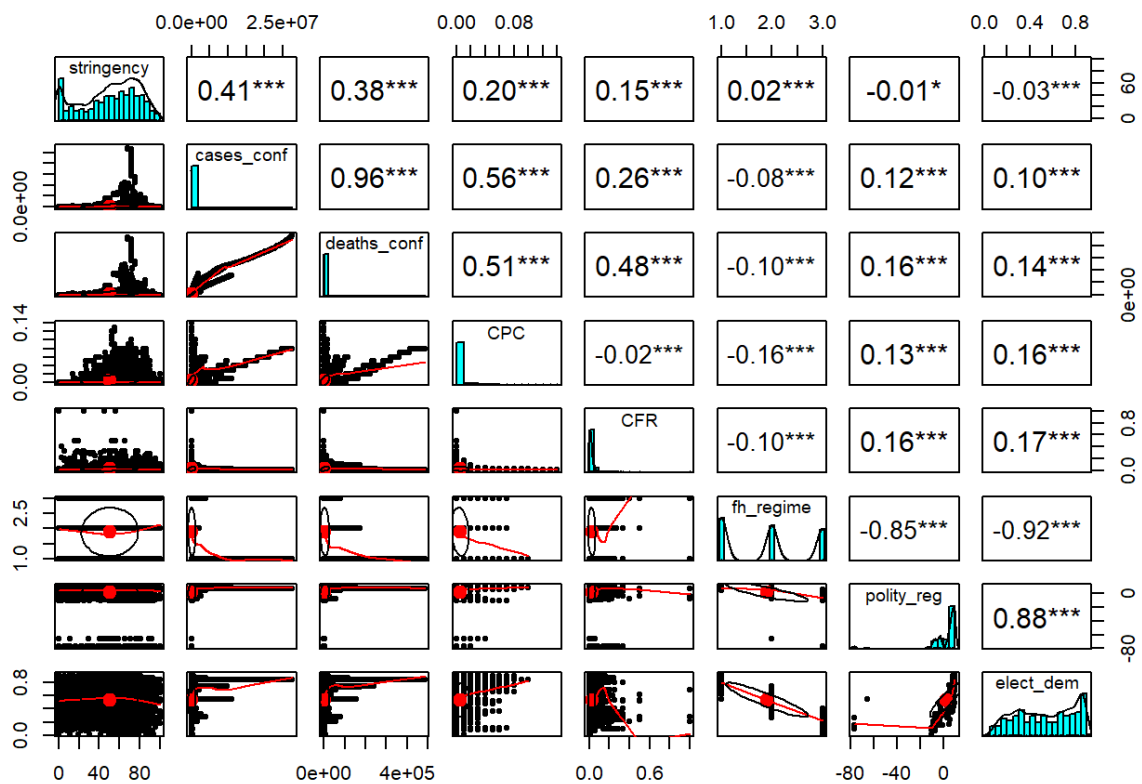 0.0e+00 2.5e+07 0.00 0.08 1.0 2.0 3.0 0.0 0.4 0.8
stringency 0.41*** 0.38*** 0.20*** 0.15*** 0.02*** -0.01* -0.03*** 0 60
0.0e+00 cases_conf 0.96*** 0.56*** 0.26*** -0.08*** 0.12*** 0.10***
deaths_conf 0.51*** 0.48*** -0.10*** 0.16*** 0.14*** 0e+00
0.00 0.14 CPC -0.02*** -0.16*** 0.13*** 0.16***
CFR -0.10*** 0.16*** 0.17*** 0.0 0.8
1.0 2.5 fh_regime -0.85*** -0.92***
polity_reg 0.88*** -80 0
0.0 0.8 elect_dem
0 40 80 0e+00 4e+05 0.0 0.6 -80 -40 0